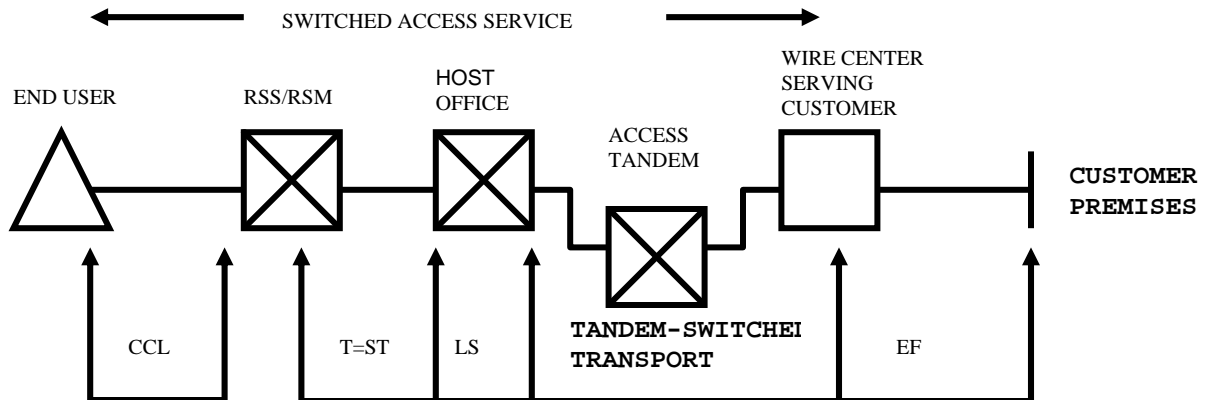 SWITCHED ACCESS SERVICE
WIRE CENTER
SERVING
CUSTOMER
HOST
OFFICE
END USER
RSS/RSM
ACCESS
TANDEM
CUSTOMER
PREMISES
TANDEM-SWITCHE
TRANSPORT
CCL
T=ST
LS
EF